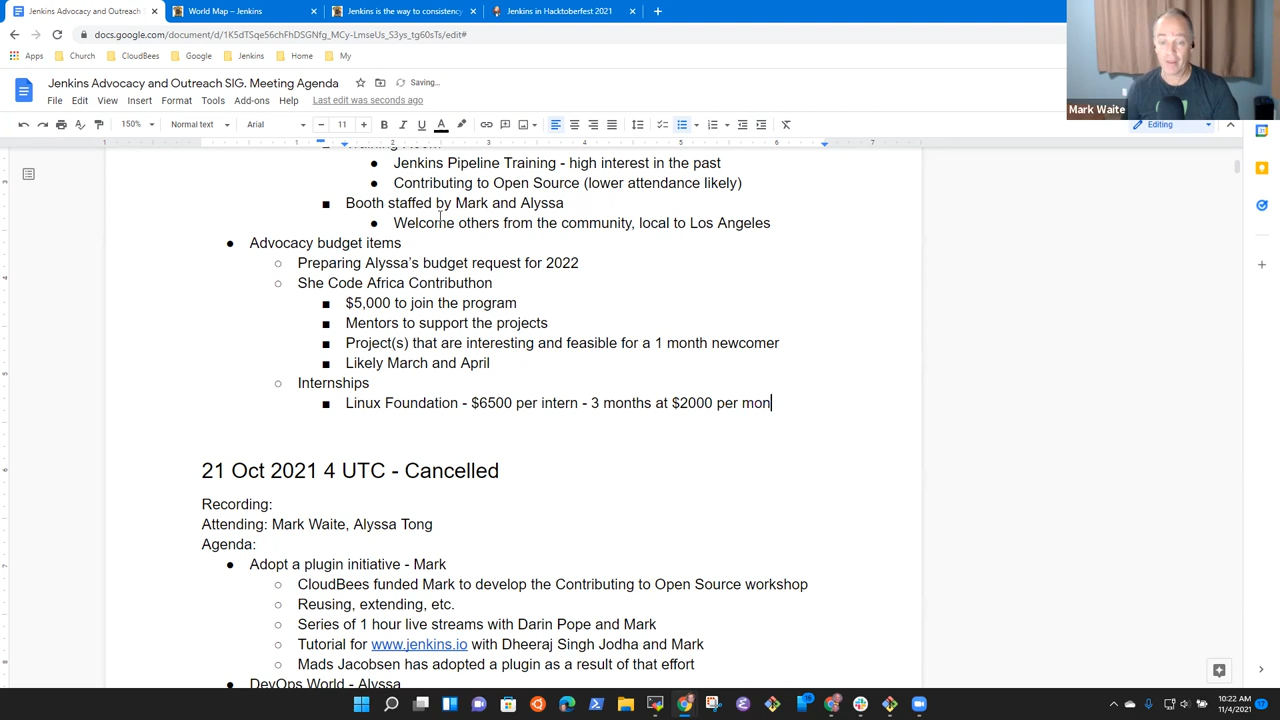 Jenkins Advocacy and Outreach S
World Map – Jenkins
Jenkins is the way to consistency
Jenkins in Hacktoberfest 2021
docs.google.com/document/d/1K5dTSqe56chFhDSGNfg_MCy-LmseUs_S3ys_tg60sTs/edit#
Apps
Church
CloudBees
Google
Jenkins
Home
My
Jenkins Advocacy and Outreach SIG. Meeting Agenda
Saving...
File Edit View Insert Format Tools Add-ons Help Last edit was seconds ago
Mark Waite
150% Normal text Arial 11 Editing
1 1 2 3 4 5 6 7
Jenkins Pipeline Training - high interest in the past
Contributing to Open Source (lower attendance likely)
Booth staffed by Mark and Alyssa
Welcome others from the community, local to Los Angeles
Advocacy budget items
Preparing Alyssa's budget request for 2022
She Code Africa Contributhon
$5,000 to join the program
Mentors to support the projects
Project(s) that are interesting and feasible for a 1 month newcomer
Likely March and April
Internships
Linux Foundation - $6500 per intern - 3 months at $2000 per mon
21 Oct 2021 4 UTC - Cancelled
Recording:
Attending: Mark Waite, Alyssa Tong
Agenda:
Adopt a plugin initiative - Mark
CloudBees funded Mark to develop the Contributing to Open Source workshop
Reusing, extending, etc.
Series of 1 hour live streams with Darin Pope and Mark
Tutorial for www.jenkins.io with Dheeraj Singh Jodha and Mark
Mads Jacobsen has adopted a plugin as a result of that effort
DevOps World - Alyssa
10:22 AM
11/4/2021